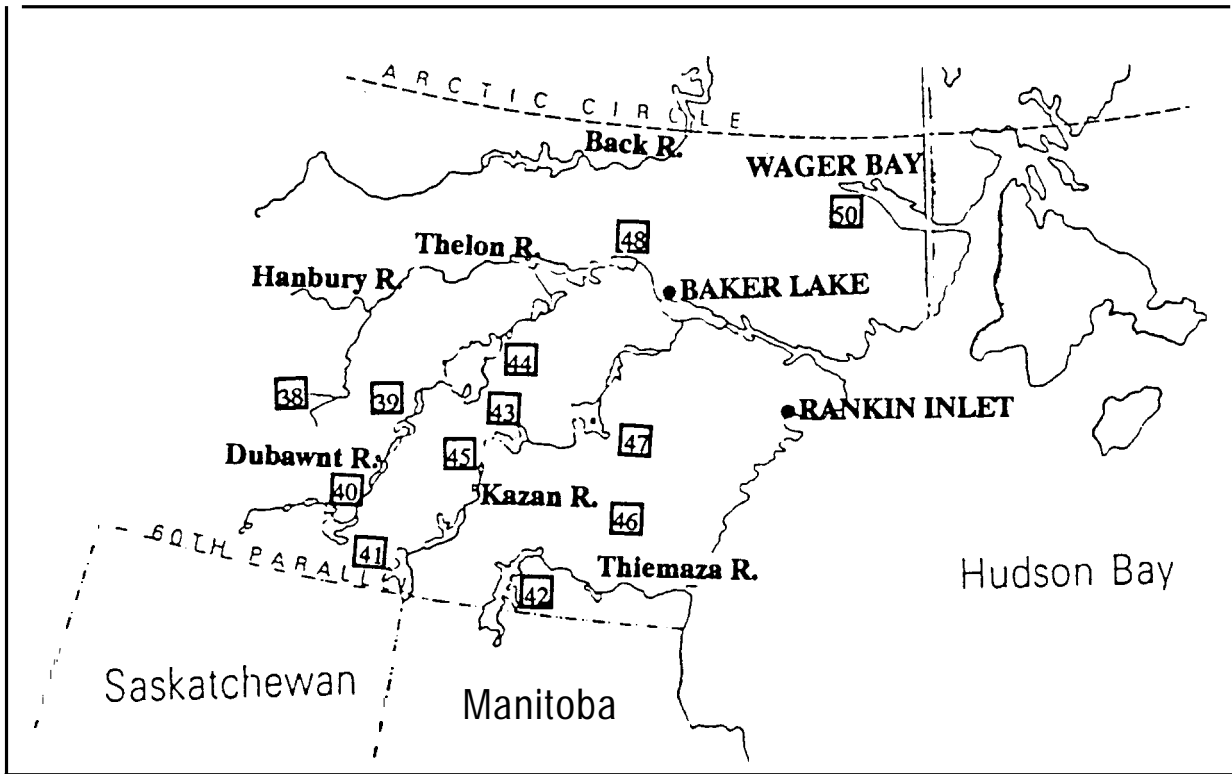 ARCTIC CIRCLE
Back R.
WAGER BAY
50
48
Thelon R.
Hanbury R.
BAKER LAKE
44
38
39
43
RANKIN INLET
47
Dubawnt R.
45
40
Kazan R.
46
60TH PARALL
41
Thiemaza R.
42
Hudson Bay
Saskatchewan
Manitoba